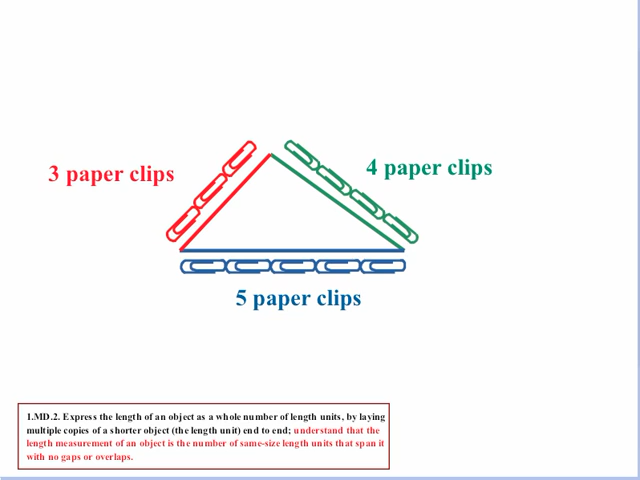 3 paper clips
4 paper clips
5 paper clips
1.MD.2. Express the length of an object as a whole number of length units, by laying
multiple copies of a shorter object (the length unit) end to end; understand that the
length measurement of an object is the number of same-size length units that span it
with no gaps or overlaps.